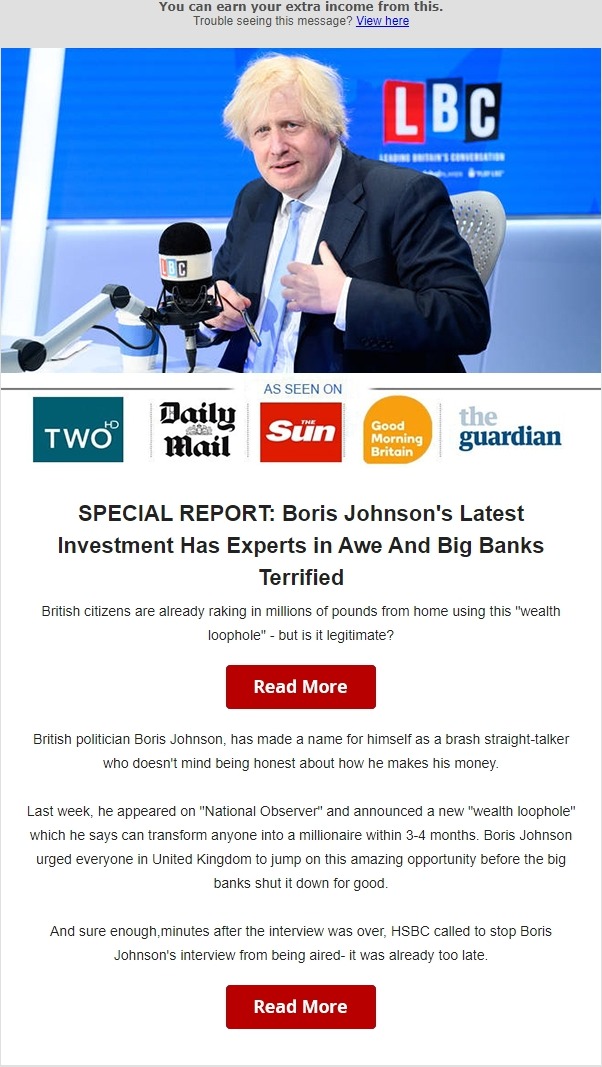 You can earn your extra income from this.
Trouble seeing this message? View here
LBC
LEADING BRITAIN'S CONVERSATION
LBC
AS SEEN ON
TWO HD
Daily Mail
THE Sun
Good Morning Britain
the guardian
SPECIAL REPORT: Boris Johnson's Latest
Investment Has Experts in Awe And Big Banks
Terrified
British citizens are already raking in millions of pounds from home using this "wealth
loophole" - but is it legitimate?
Read More
British politician Boris Johnson, has made a name for himself as a brash straight-talker
who doesn't mind being honest about how he makes his money.
Last week, he appeared on "National Observer" and announced a new "wealth loophole"
which he says can transform anyone into a millionaire within 3-4 months. Boris Johnson
urged everyone in United Kingdom to jump on this amazing opportunity before the big
banks shut it down for good.
And sure enough,minutes after the interview was over, HSBC called to stop Boris
Johnson's interview from being aired- it was already too late.
Read More